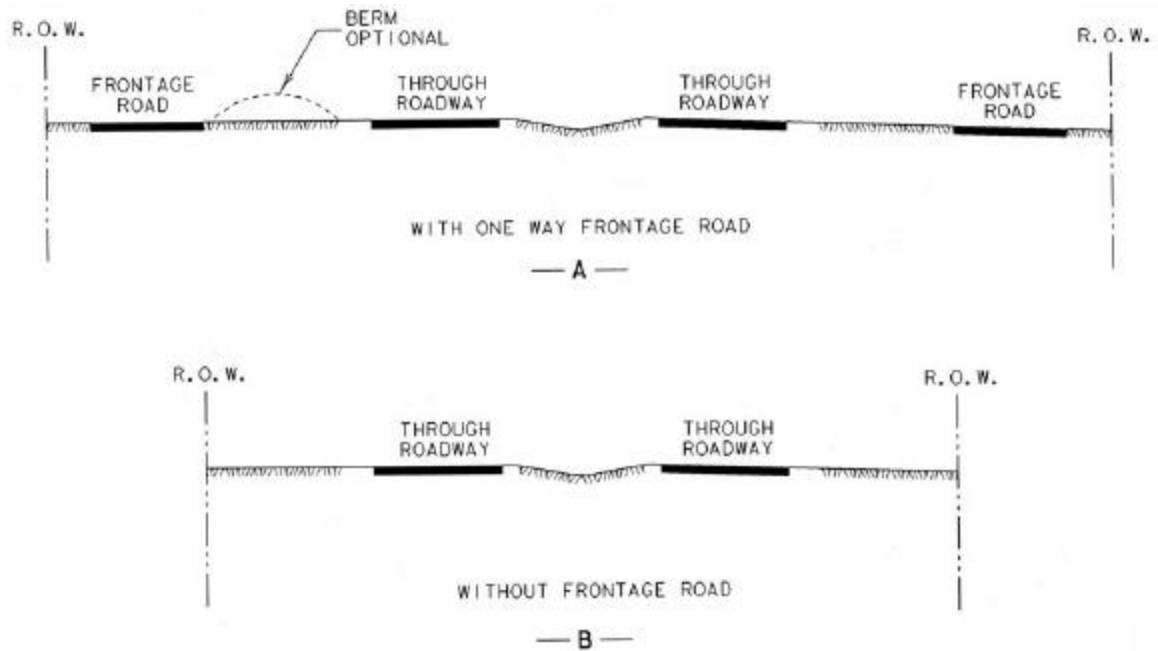 R.O.W.
BERM
OPTIONAL
R.O.W.
FRONTAGE
ROAD
THROUGH
ROADWAY
THROUGH
ROADWAY
FRONTAGE
ROAD
WITH ONE WAY FRONTAGE ROAD
— A —
R.O.W.
R.O.W.
THROUGH
ROADWAY
THROUGH
ROADWAY
WITHOUT FRONTAGE ROAD
— B —